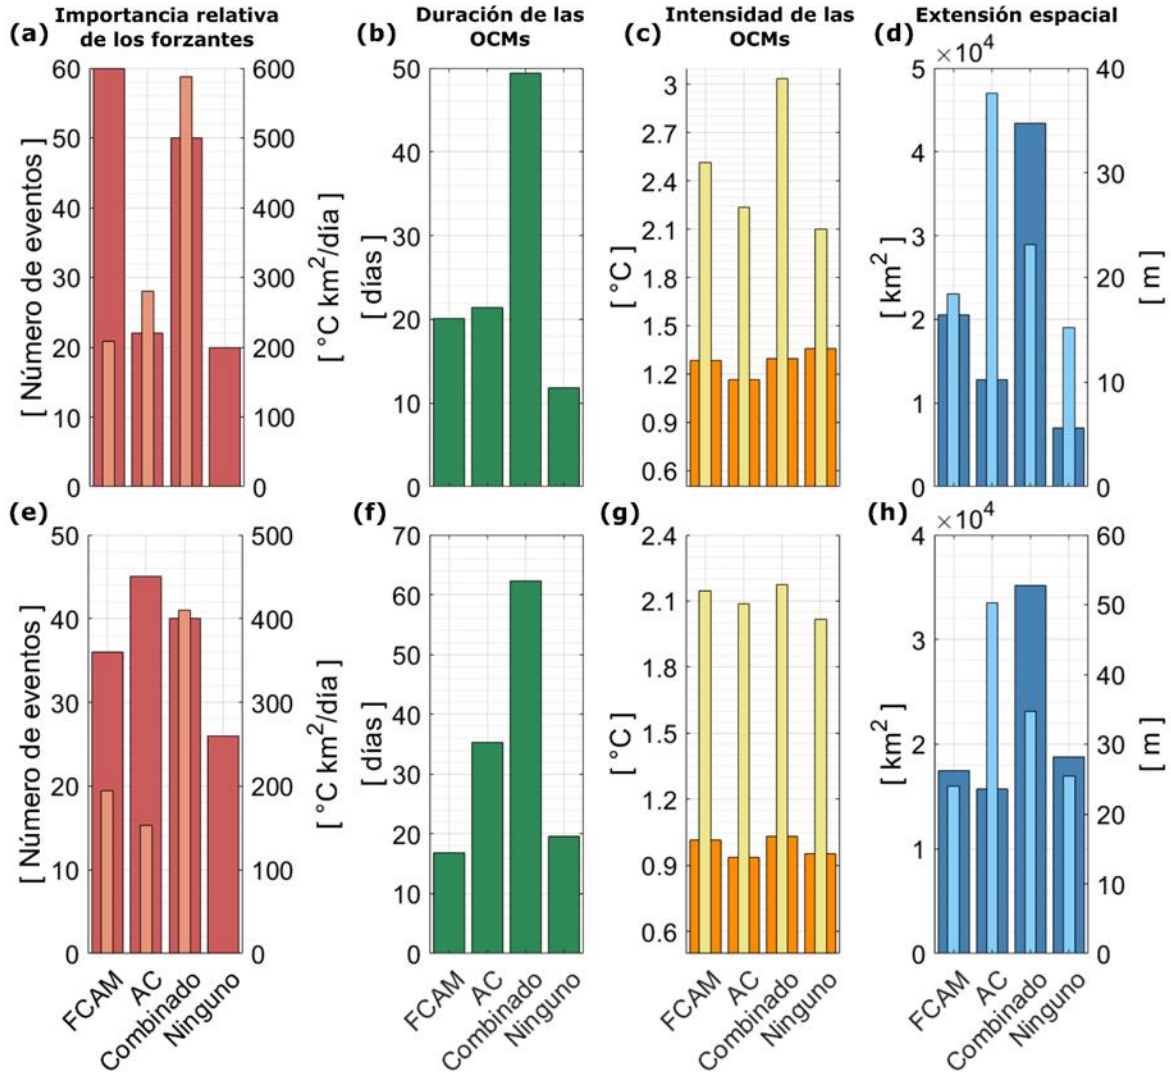 Importancia relativa
de los forzantes
Duración de las
OCMs
Intensidad de las
OCMs
Extensión espacial
(a)
60
50
40
30
20
10
0
[ Número de eventos ]
600
500
400
300
200
100
0
[ °C km²/día ]
(b)
50
40
30
20
10
0
[ días ]
(c)
3
2.7
2.4
2.1
1.8
1.5
1.2
0.9
0.6
[ °C ]
(d)
×10⁴
5
4
3
2
1
0
[ km² ]
40
30
20
10
0
[ m ]
(e)
50
40
30
20
10
0
[ Número de eventos ]
500
400
300
200
100
0
[ °C km²/día ]
FCAM
AC
Combinado
Ninguno
(f)
70
60
50
40
30
20
10
0
[ días ]
FCAM
AC
Combinado
Ninguno
(g)
2.4
2.1
1.8
1.5
1.2
0.9
0.6
[ °C ]
FCAM
AC
Combinado
Ninguno
(h)
×10⁴
4
3
2
1
0
[ km² ]
60
50
40
30
20
10
0
[ m ]
FCAM
AC
Combinado
Ninguno